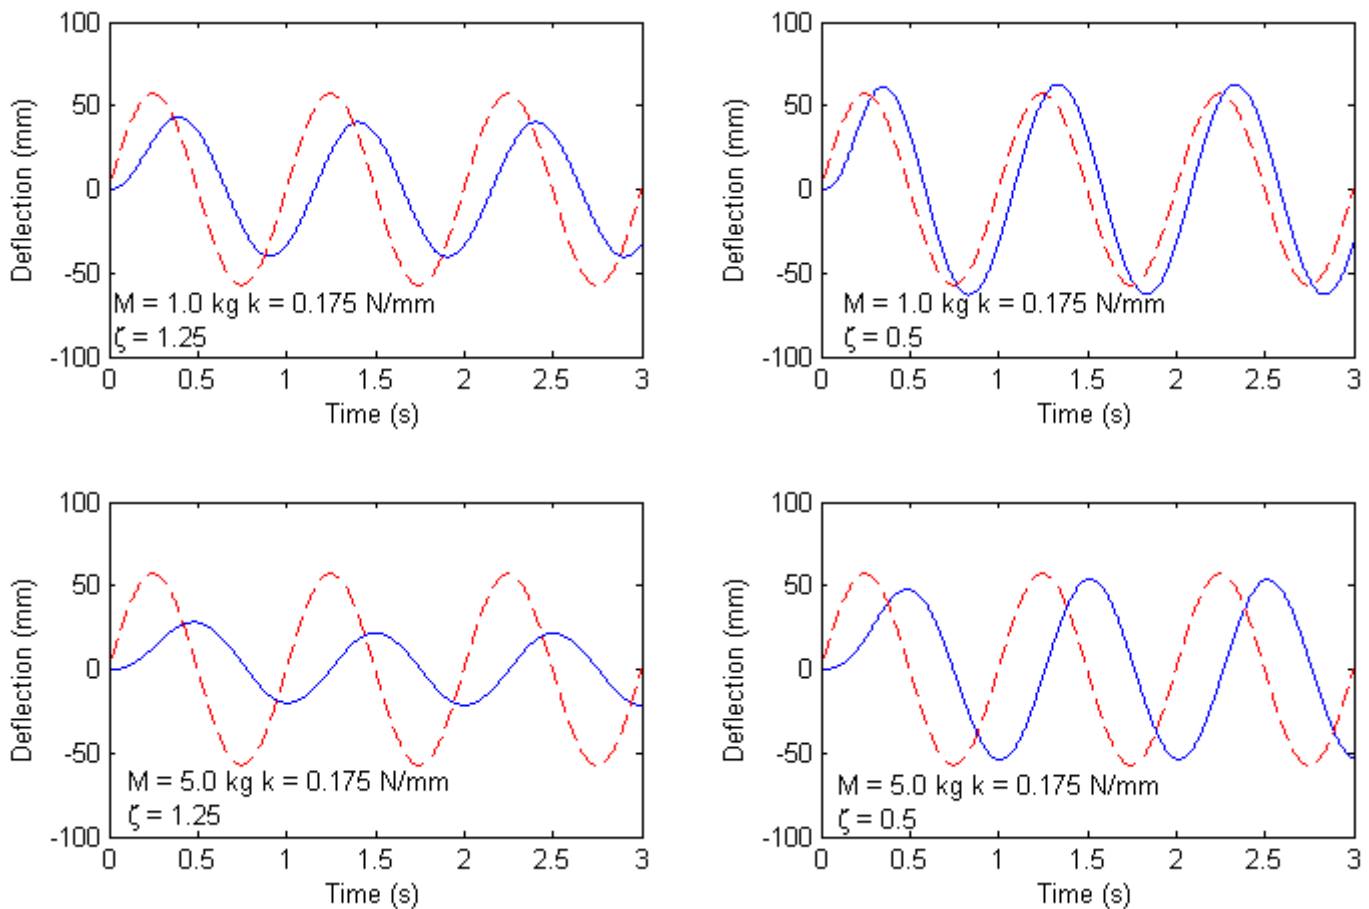 100
50
0
-50
-100
Deflection (mm)
M = 1.0 kg k = 0.175 N/mm
ζ = 1.25
0 0.5 1 1.5 2 2.5 3
Time (s)
100
50
0
-50
-100
Deflection (mm)
M = 1.0 kg k = 0.175 N/mm
ζ = 0.5
0 0.5 1 1.5 2 2.5 3
Time (s)
100
50
0
-50
-100
Deflection (mm)
M = 5.0 kg k = 0.175 N/mm
ζ = 1.25
0 0.5 1 1.5 2 2.5 3
Time (s)
100
50
0
-50
-100
Deflection (mm)
M = 5.0 kg k = 0.175 N/mm
ζ = 0.5
0 0.5 1 1.5 2 2.5 3
Time (s)